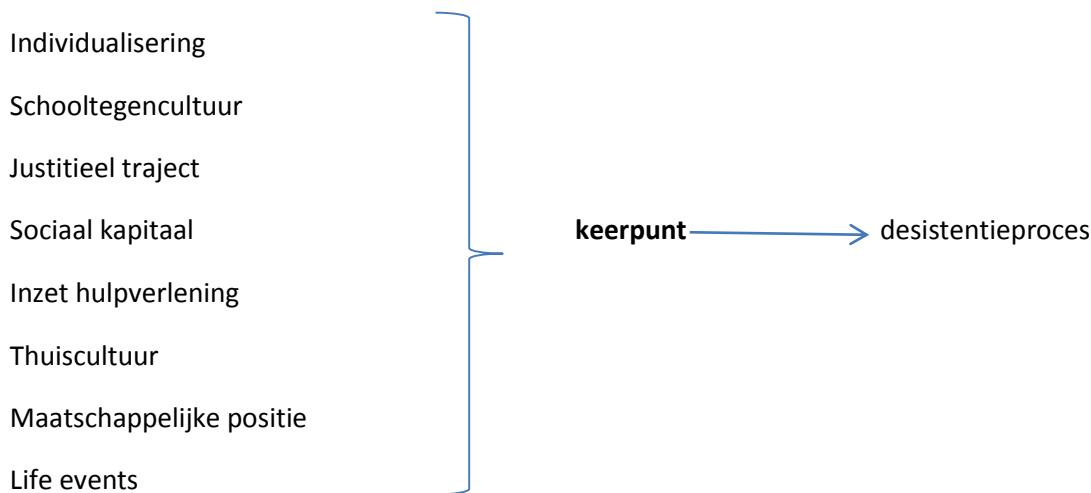 Individualisering
Schooltegencultuur
Justitieel traject
Sociaal kapitaal
keerpunt desistentieproces
Inzet hulpverlening
Thuiscultuur
Maatschappelijke positie
Life events